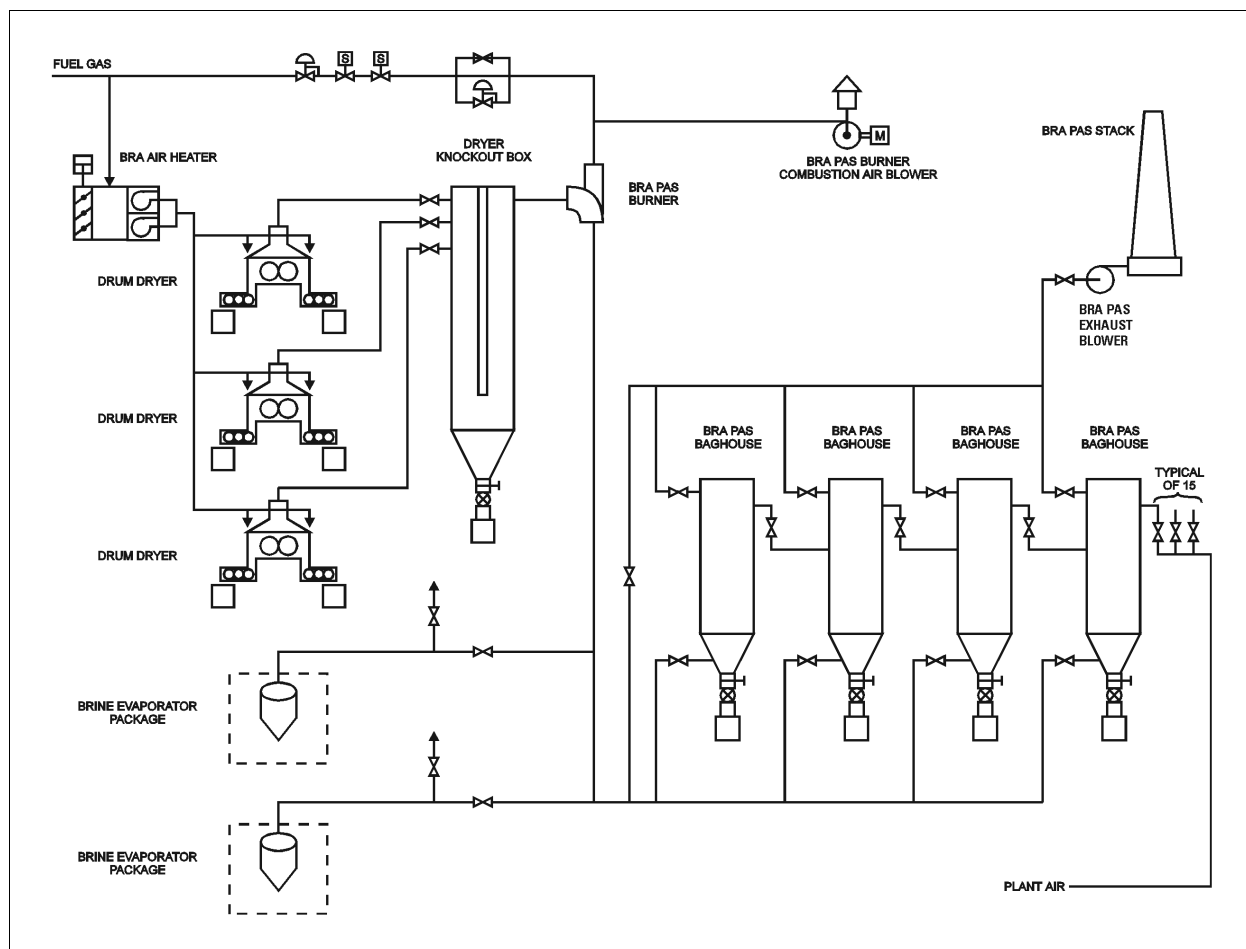 FUEL GAS
S
S
BRA AIR HEATER
DRYER
KNOCKOUT BOX
M
BRA PAS BURNER
COMBUSTION AIR BLOWER
BRA PAS STACK
BRA PAS
BURNER
DRUM DRYER
BRA PAS
EXHAUST
BLOWER
DRUM DRYER
BRA PAS
BAGHOUSE
BRA PAS
BAGHOUSE
BRA PAS
BAGHOUSE
BRA PAS
BAGHOUSE
TYPICAL
OF 15
DRUM DRYER
BRINE EVAPORATOR
PACKAGE
BRINE EVAPORATOR
PACKAGE
PLANT AIR